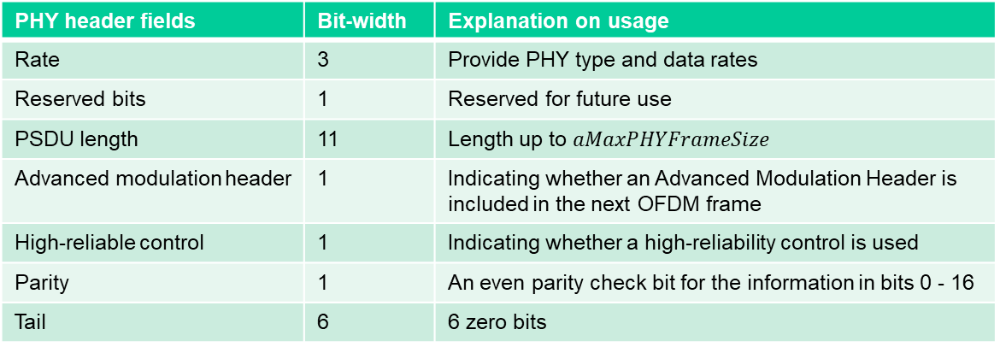 PHY header fields Bit-width Explanation on usage
Rate 3 Provide PHY type and data rates
Reserved bits 1 Reserved for future use
PSDU length 11 Length up to aMaxPHYFrameSize
Advanced modulation header 1 Indicating whether an Advanced Modulation Header is
included in the next OFDM frame
High-reliable control 1 Indicating whether a high-reliability control is used
Parity 1 An even parity check bit for the information in bits 0 - 16
Tail 6 6 zero bits